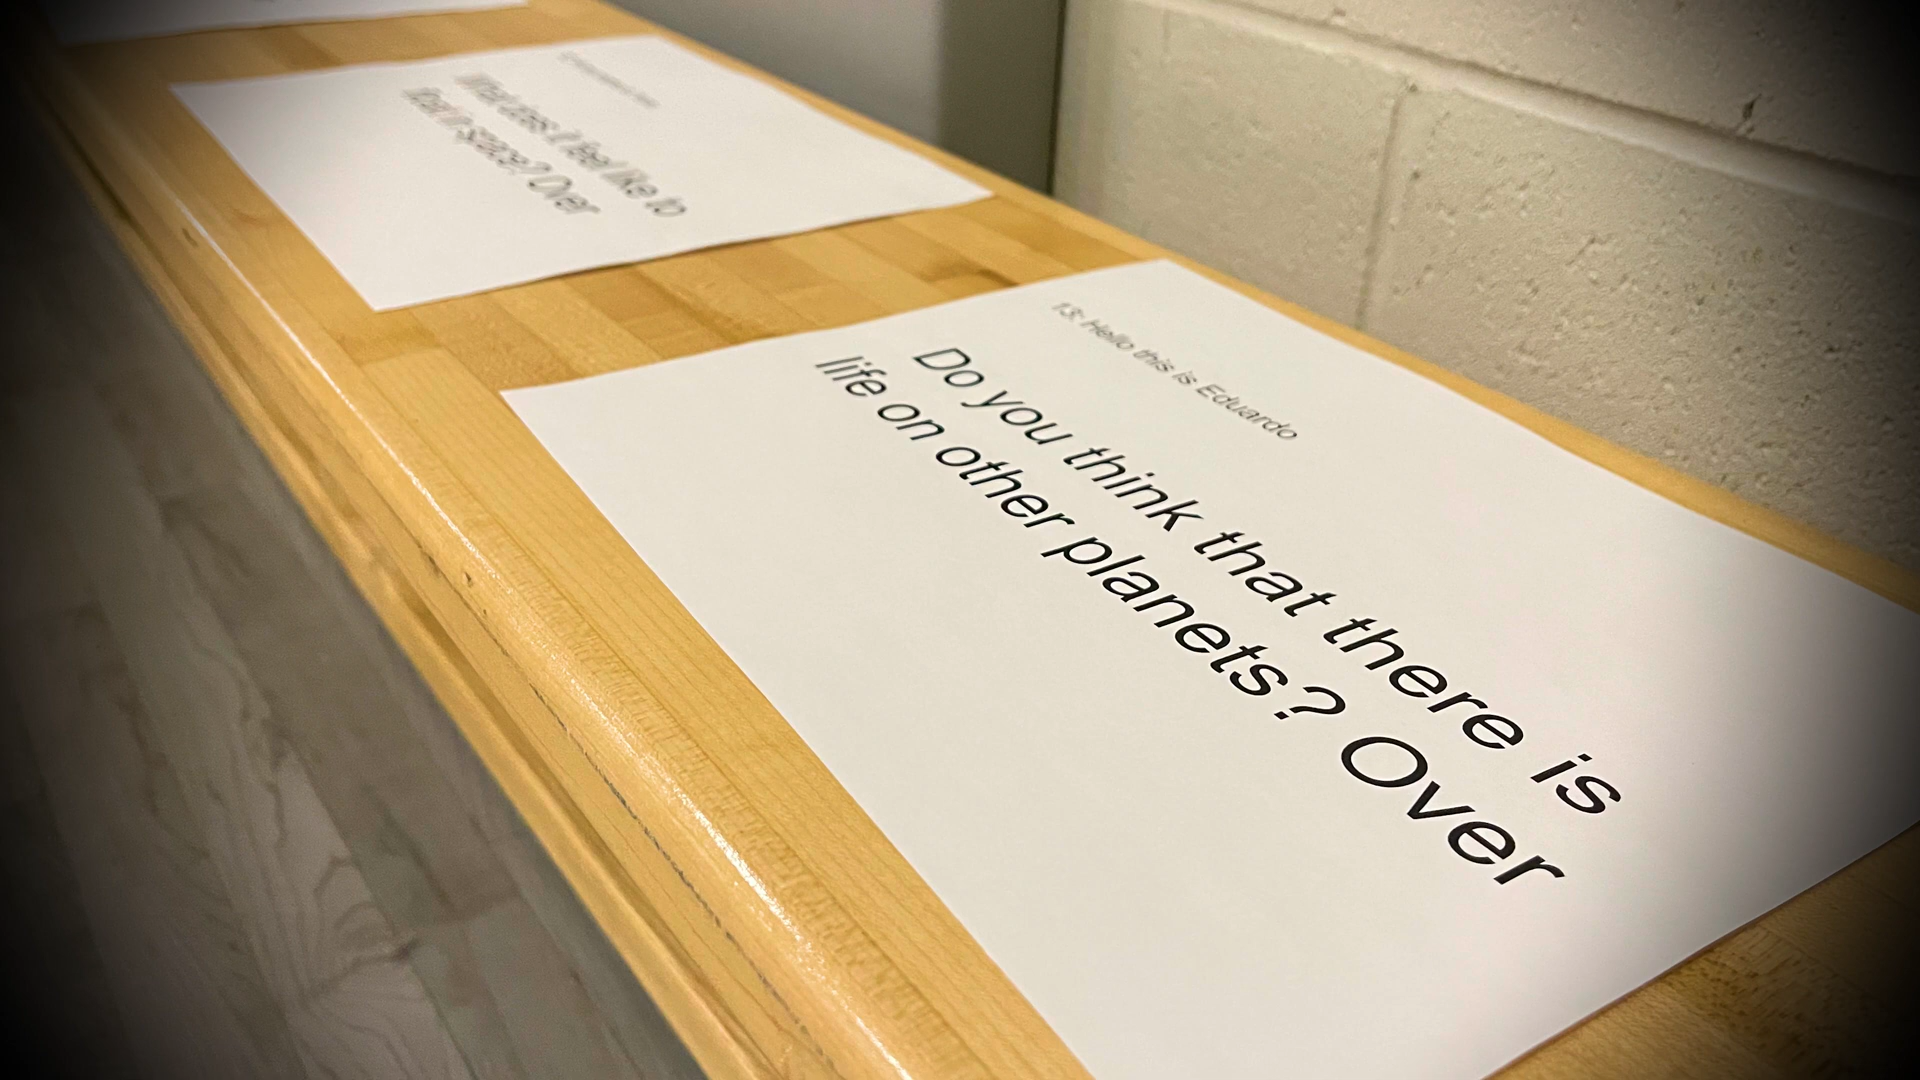 13: Hello this is Eduardo
Do you think that there is
life on other planets? Over
What does it feel like to
float in space? Over